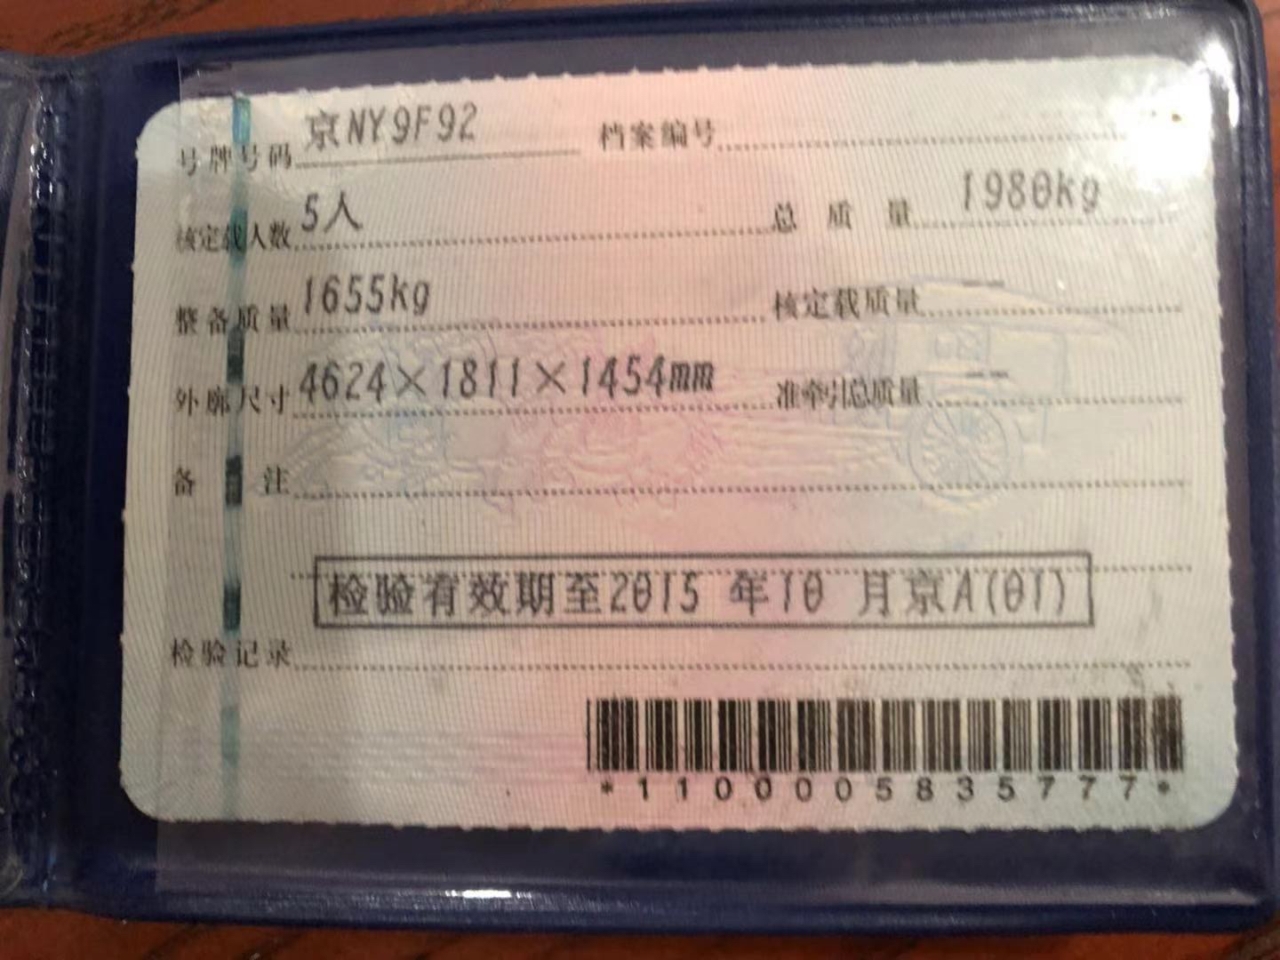 号牌号码 京NY9F92 档案编号
核定载人数 5人 总质量 1980kg
整备质量 1655kg 核定载质量 --
外廓尺寸 4624×1811×1454mm 准牵引总质量 --
备注
检验有效期至2015 年10 月京A(01)
检验记录
*1100005835777*